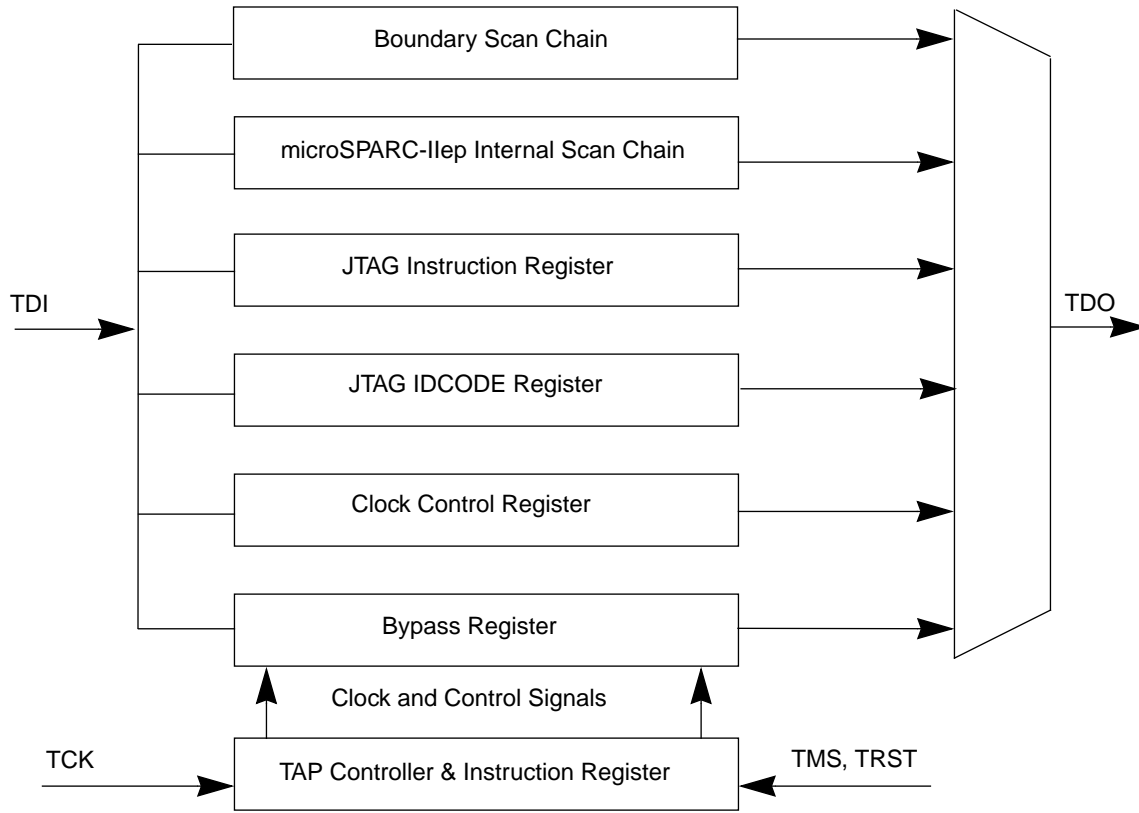 Boundary Scan Chain
microSPARC-IIep Internal Scan Chain
JTAG Instruction Register
TDI
TDO
JTAG IDCODE Register
Clock Control Register
Bypass Register
Clock and Control Signals
TCK
TAP Controller & Instruction Register
TMS, TRST